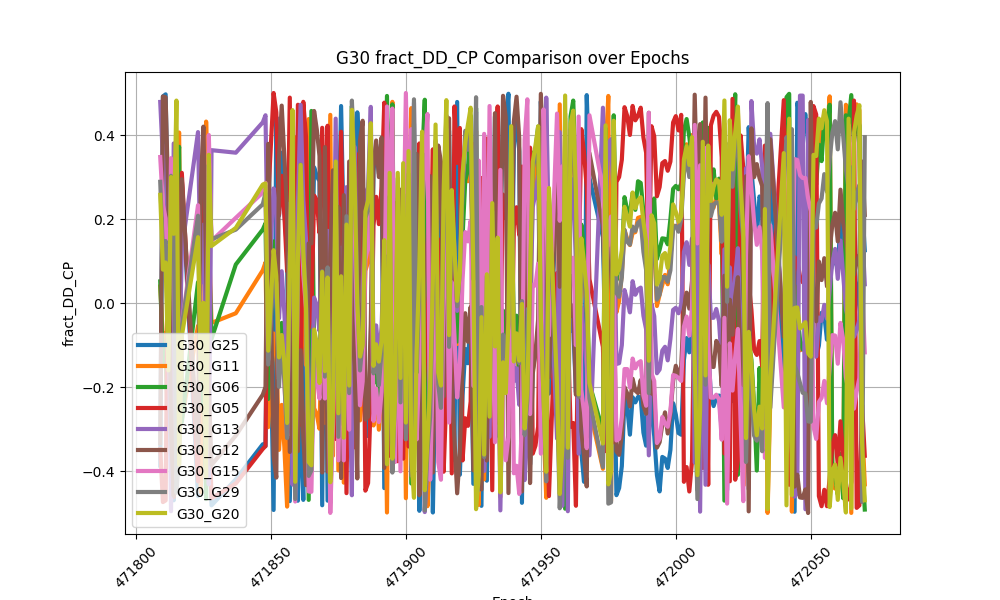 G30 fract_DD_CP Comparison over Epochs
fract_DD_CP
0.4
0.2
0.0
−0.2
−0.4
G30_G25
G30_G11
G30_G06
G30_G05
G30_G13
G30_G12
G30_G15
G30_G29
G30_G20
471800
471850
471900
471950
472000
472050
Epoch